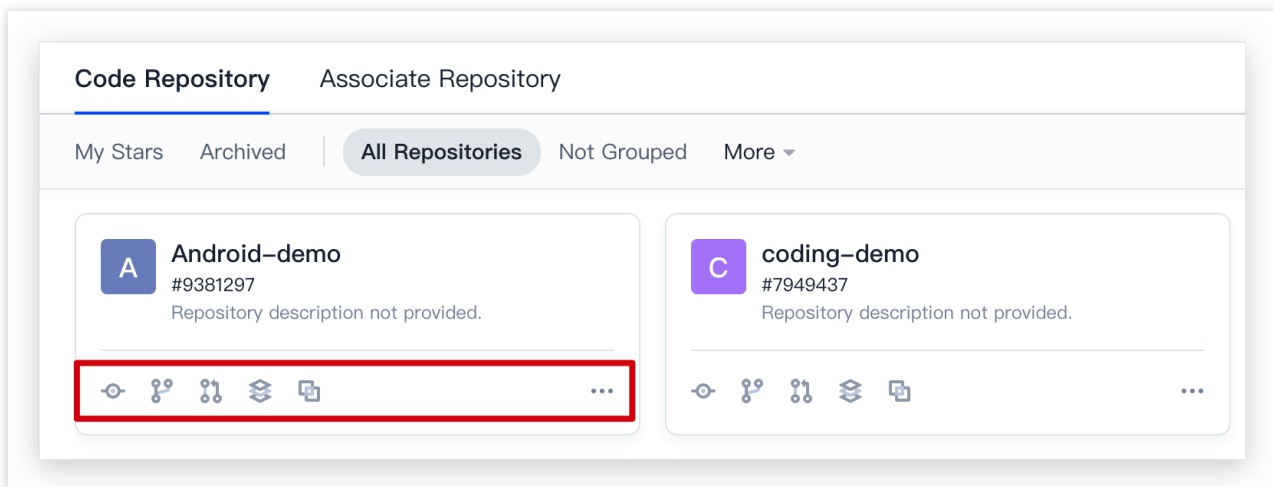 Code Repository Associate Repository
My Stars Archived All Repositories Not Grouped More
A Android-demo
#9381297
Repository description not provided.
C coding-demo
#7949437
Repository description not provided.